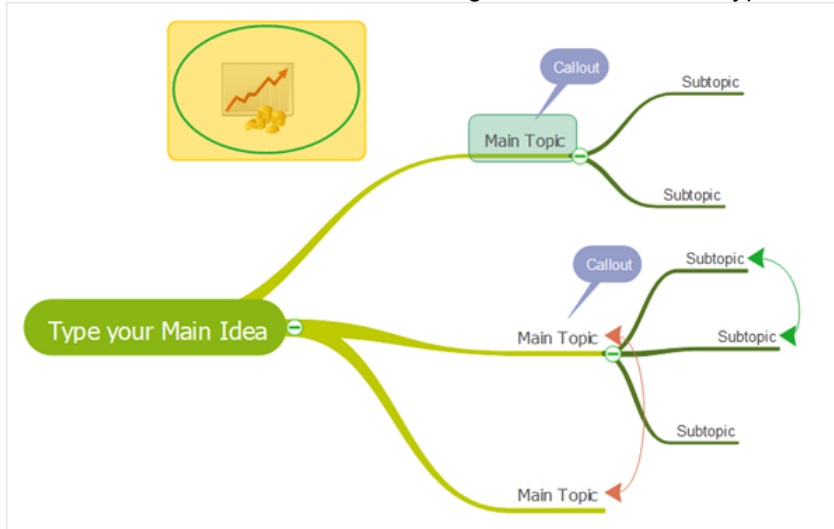 Callout
Subtopic
Main Topic
Subtopic
Callout
Subtopic
Type your Main Idea
Main Topic
Subtopic
Subtopic
Main Topic